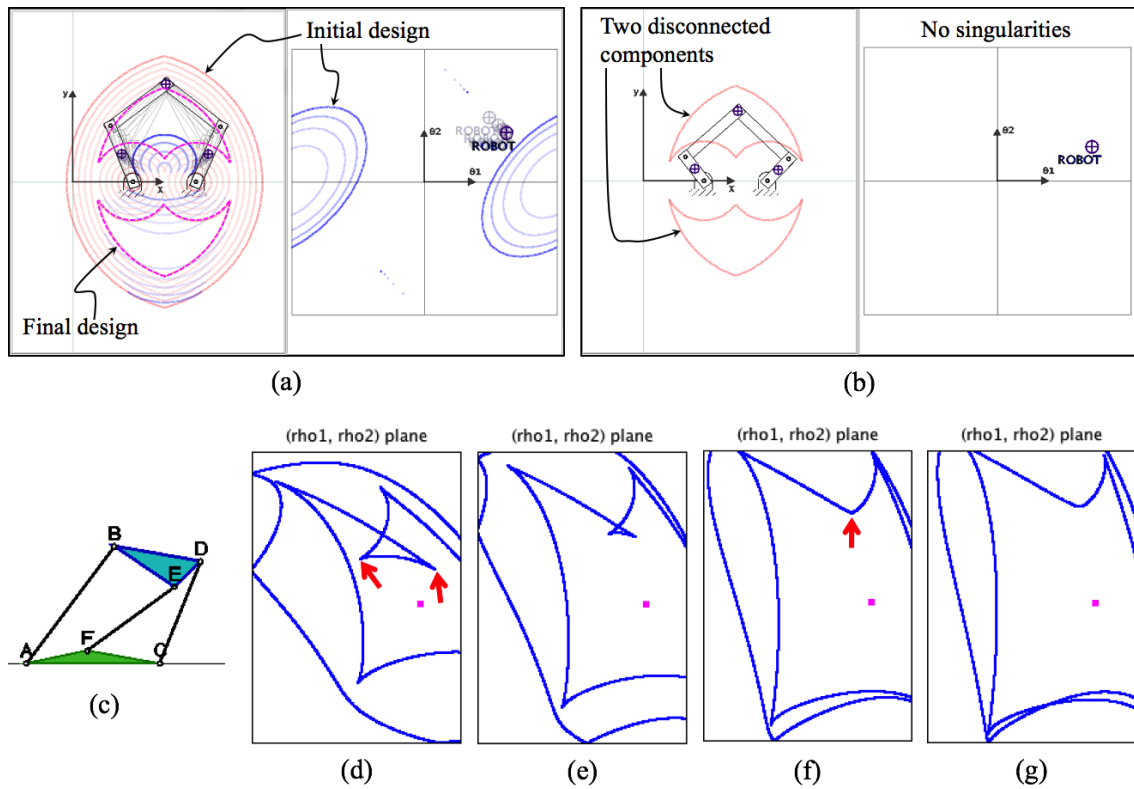 Initial design
y
x
θ2
θ1
ROBOT
Final design
(a)
Two disconnected
components
No singularities
y
x
θ2
θ1
ROBOT
(b)
(rho1, rho2) plane
(rho1, rho2) plane
(rho1, rho2) plane
(rho1, rho2) plane
B
D
E
F
A
C
(c)
(d)
(e)
(f)
(g)